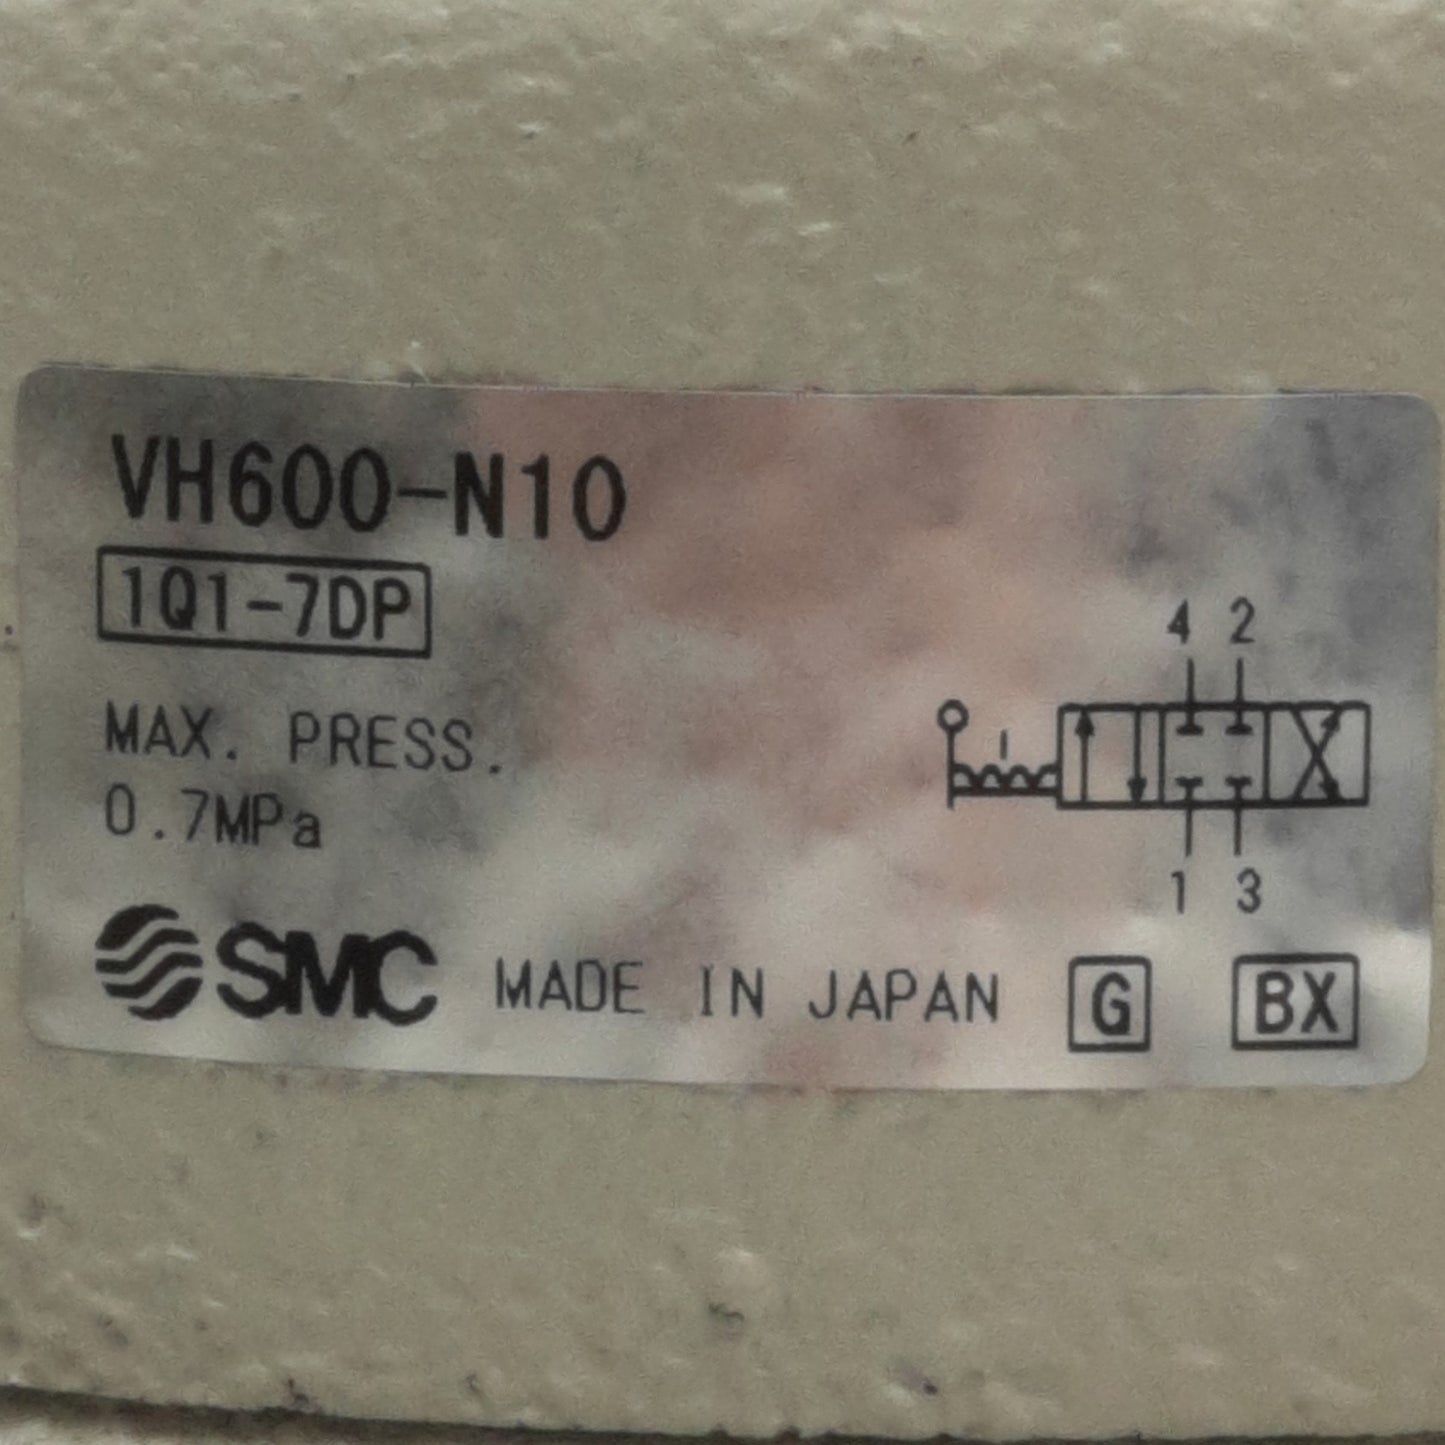 VH600-N10
1Q1-7DP
MAX. PRESS.
0.7MPa
4 2
1 3
SMC MADE IN JAPAN G BX